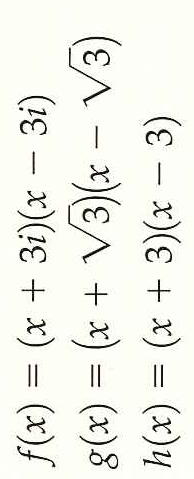 f(x) = (x + 3i)(x − 3i)
g(x) = (x + √3)(x − √3)
h(x) = (x + 3)(x − 3)